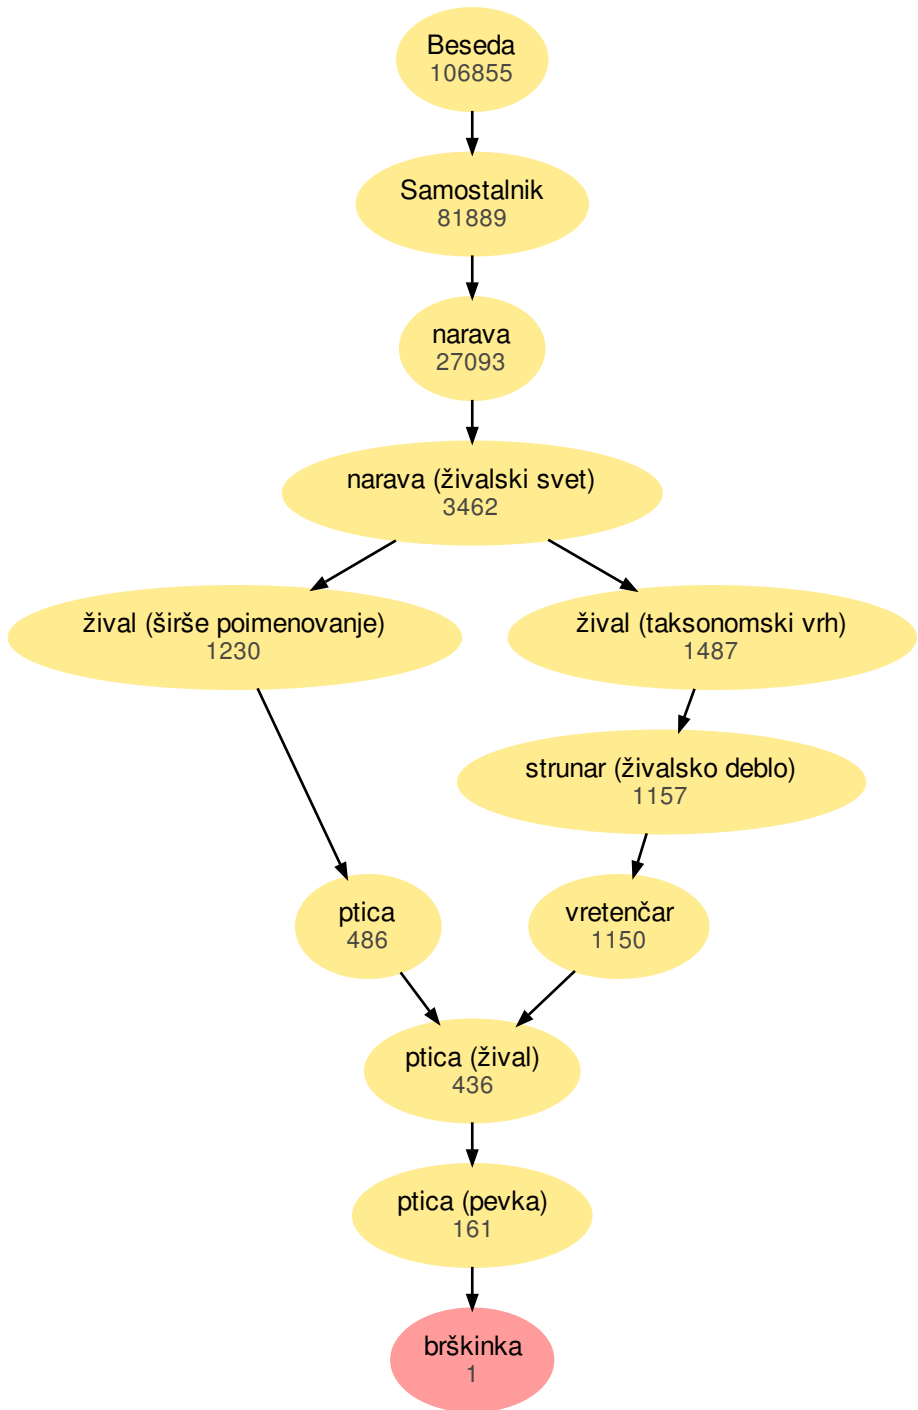 Beseda
106855
Samostalnik
81889
narava
27093
narava (živalski svet)
3462
žival (širše poimenovanje)
1230
žival (taksonomski vrh)
1487
strunar (živalsko deblo)
1157
ptica
486
vretenčar
1150
ptica (žival)
436
ptica (pevka)
161
brškinka
1